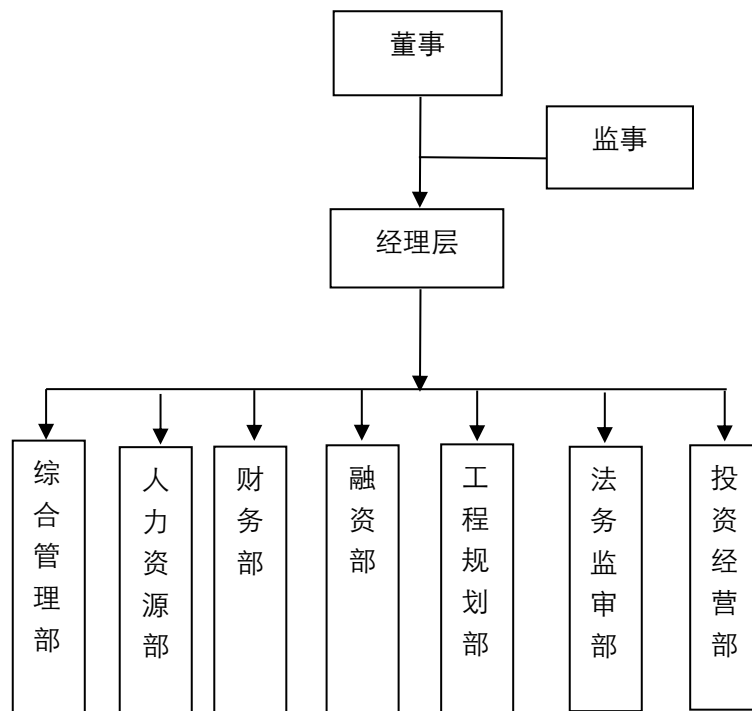 董事
监事
经理层
综合管理部
人力资源部
财务部
融资部
工程规划部
法务监审部
投资经营部